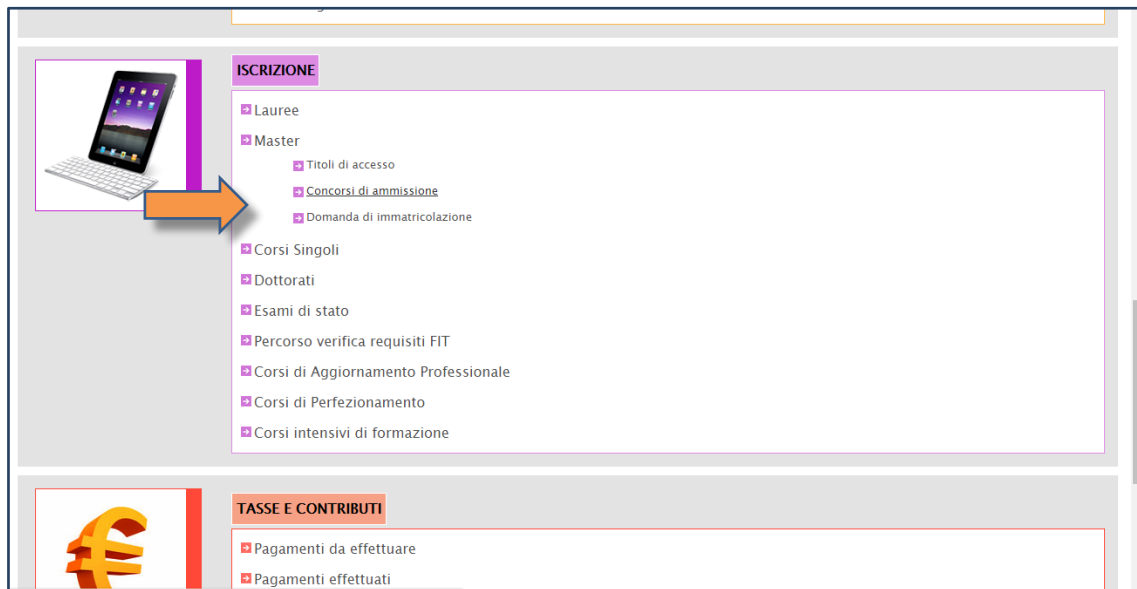 ISCRIZIONE
Lauree
Master
Titoli di accesso
Concorsi di ammissione
Domanda di immatricolazione
Corsi Singoli
Dottorati
Esami di stato
Percorso verifica requisiti FIT
Corsi di Aggiornamento Professionale
Corsi di Perfezionamento
Corsi intensivi di formazione
TASSE E CONTRIBUTI
Pagamenti da effettuare
Pagamenti effettuati